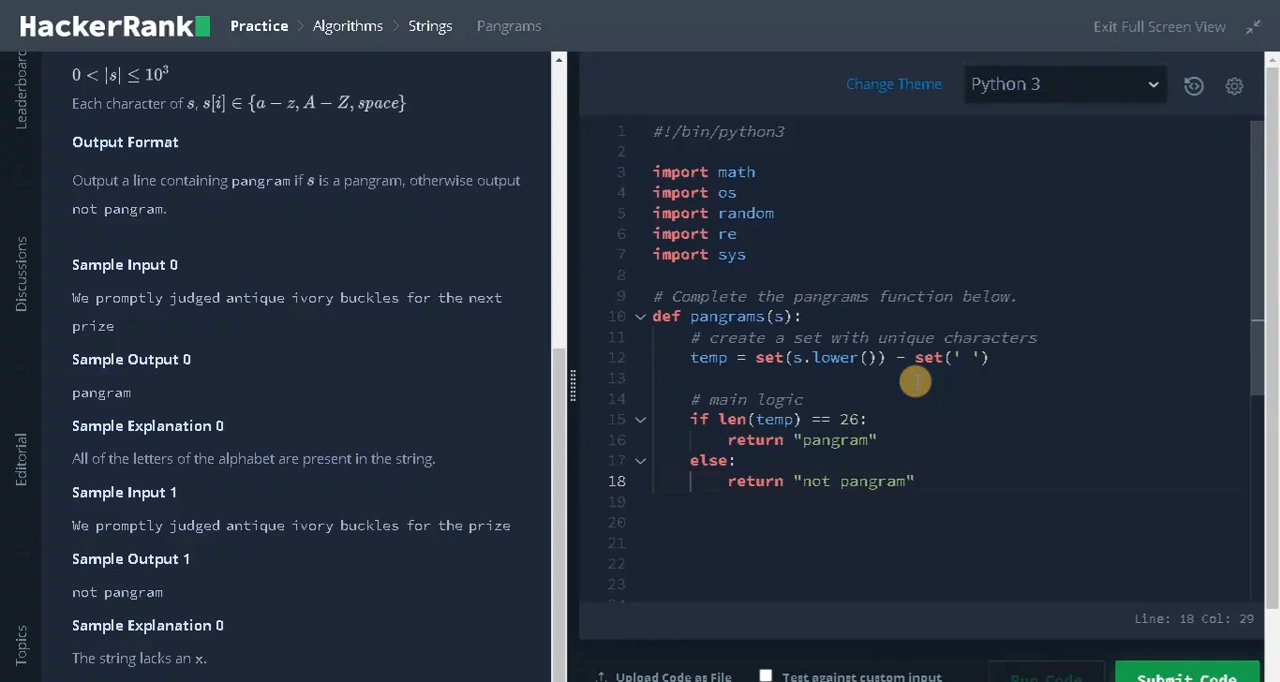 HackerRank Practice > Algorithms > Strings > Pangrams Exit Full Screen View
Leaderboard
Discussions
Editorial
Topics
0 < |s| ≤ 10³
Each character of s, s[i] ∈ {a − z, A − Z, space}
Output Format
Output a line containing pangram if s is a pangram, otherwise output
not pangram.
Sample Input 0
We promptly judged antique ivory buckles for the next
prize
Sample Output 0
pangram
Sample Explanation 0
All of the letters of the alphabet are present in the string.
Sample Input 1
We promptly judged antique ivory buckles for the prize
Sample Output 1
not pangram
Sample Explanation 0
The string lacks an x.
Change Theme Python 3
1 #!/bin/python3
2
3 import math
4 import os
5 import random
6 import re
7 import sys
8
9 # Complete the pangrams function below.
10 def pangrams(s):
11 # create a set with unique characters
12 temp = set(s.lower()) - set(' ')
13
14 # main logic
15 if len(temp) == 26:
16 return "pangram"
17 else:
18 return "not pangram"
19
20
21
22
23
Line: 18 Col: 29
Upload Code as File Test against custom input Run Code Submit Code